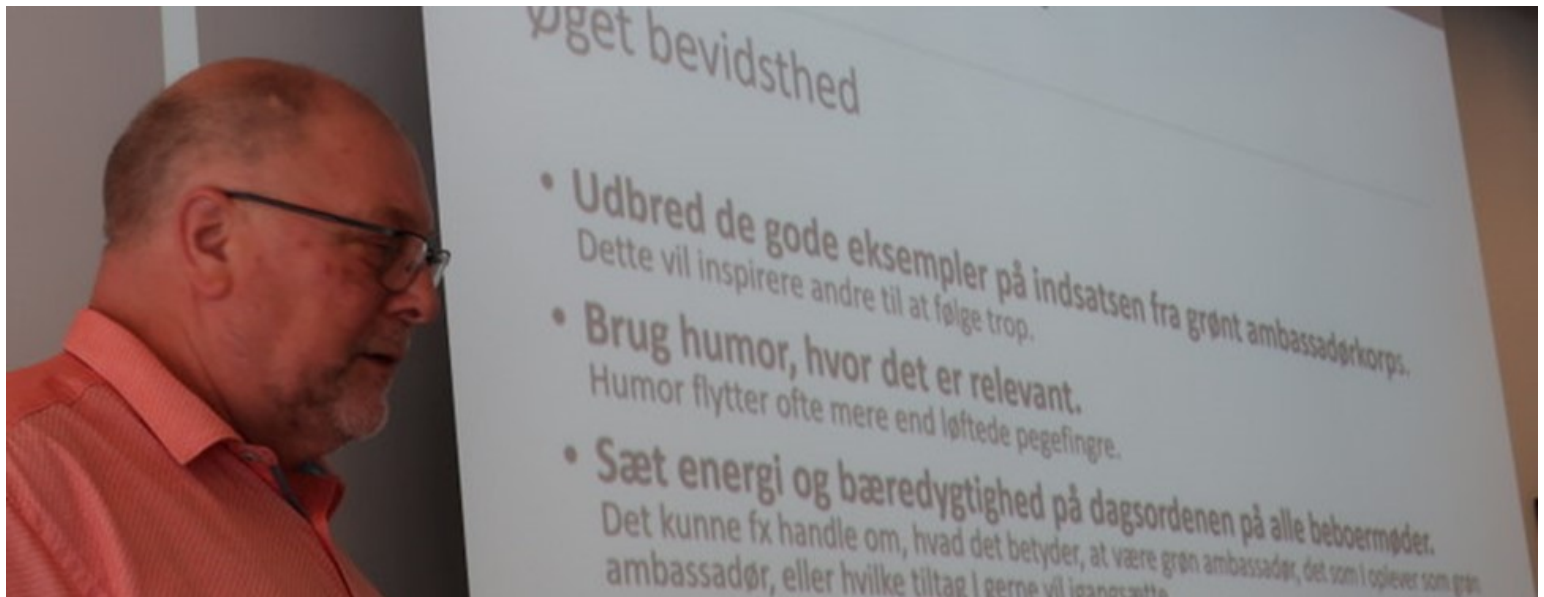 Øget bevidsthed
• Udbred de gode eksempler på indsatsen fra grønt ambassadørkorps.
Dette vil inspirere andre til at følge trop.
• Brug humor, hvor det er relevant.
Humor flytter ofte mere end løftede pegefingre.
• Sæt energi og bæredygtighed på dagsordenen på alle beboermøder.
Det kunne fx handle om, hvad det betyder, at være grøn ambassadør, det som I oplever som grøn
ambassadør, eller hvilke tiltag I gerne vil igangsætte